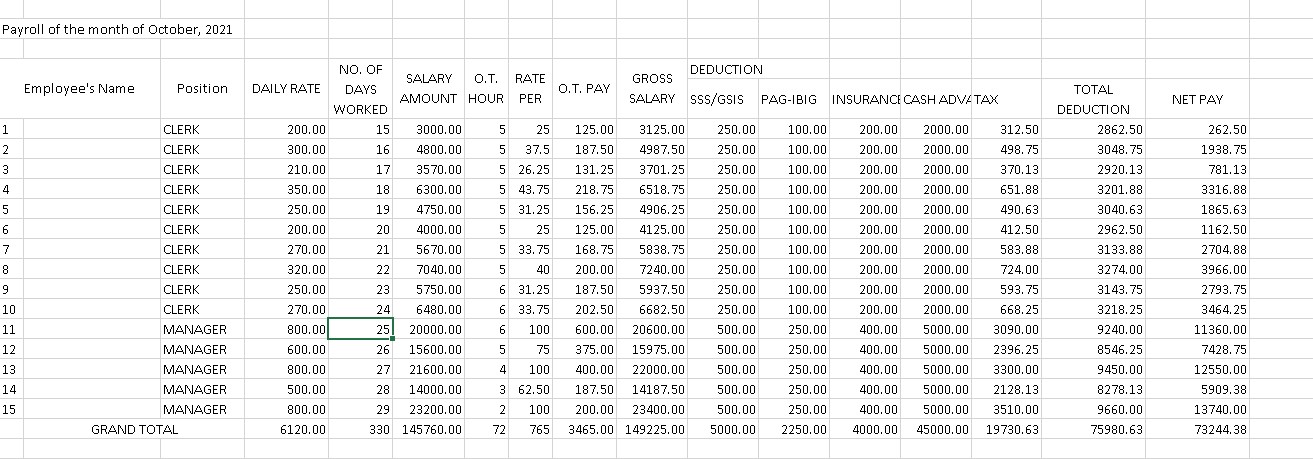 Payroll of the month of October, 2021
Employee's Name Position DAILY RATE NO. OF DAYS WORKED SALARY AMOUNT O.T. HOUR RATE PER O.T. PAY GROSS SALARY DEDUCTION
SSS/GSIS PAG-IBIG INSURANCE CASH ADVA TAX TOTAL DEDUCTION NET PAY
1 CLERK 200.00 15 3000.00 5 25 125.00 3125.00 250.00 100.00 200.00 2000.00 312.50 2862.50 262.50
2 CLERK 300.00 16 4800.00 5 37.5 187.50 4987.50 250.00 100.00 200.00 2000.00 498.75 3048.75 1938.75
3 CLERK 210.00 17 3570.00 5 26.25 131.25 3701.25 250.00 100.00 200.00 2000.00 370.13 2920.13 781.13
4 CLERK 350.00 18 6300.00 5 43.75 218.75 6518.75 250.00 100.00 200.00 2000.00 651.88 3201.88 3316.88
5 CLERK 250.00 19 4750.00 5 31.25 156.25 4906.25 250.00 100.00 200.00 2000.00 490.63 3040.63 1865.63
6 CLERK 200.00 20 4000.00 5 25 125.00 4125.00 250.00 100.00 200.00 2000.00 412.50 2962.50 1162.50
7 CLERK 270.00 21 5670.00 5 33.75 168.75 5838.75 250.00 100.00 200.00 2000.00 583.88 3133.88 2704.88
8 CLERK 320.00 22 7040.00 5 40 200.00 7240.00 250.00 100.00 200.00 2000.00 724.00 3274.00 3966.00
9 CLERK 250.00 23 5750.00 6 31.25 187.50 5937.50 250.00 100.00 200.00 2000.00 593.75 3143.75 2793.75
10 CLERK 270.00 24 6480.00 6 33.75 202.50 6682.50 250.00 100.00 200.00 2000.00 668.25 3218.25 3464.25
11 MANAGER 800.00 25 20000.00 6 100 600.00 20600.00 500.00 250.00 400.00 5000.00 3090.00 9240.00 11360.00
12 MANAGER 600.00 26 15600.00 5 75 375.00 15975.00 500.00 250.00 400.00 5000.00 2396.25 8546.25 7428.75
13 MANAGER 800.00 27 21600.00 4 100 400.00 22000.00 500.00 250.00 400.00 5000.00 3300.00 9450.00 12550.00
14 MANAGER 500.00 28 14000.00 3 62.50 187.50 14187.50 500.00 250.00 400.00 5000.00 2128.13 8278.13 5909.38
15 MANAGER 800.00 29 23200.00 2 100 200.00 23400.00 500.00 250.00 400.00 5000.00 3510.00 9660.00 13740.00
GRAND TOTAL 6120.00 330 145760.00 72 765 3465.00 149225.00 5000.00 2250.00 4000.00 45000.00 19730.63 75980.63 73244.38